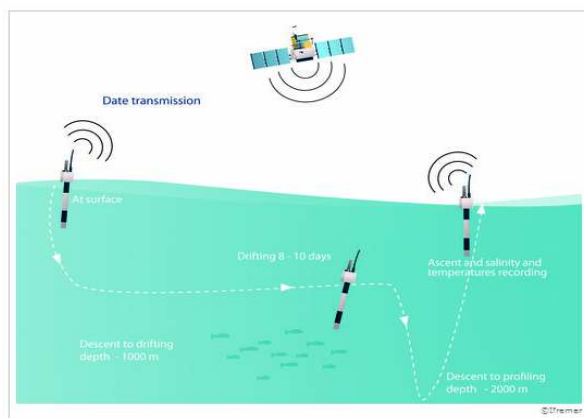 Date transmission
At surface
Drifting 8 - 10 days
Ascent and salinity and
temperatures recording
Descent to drifting
depth - 1000 m
Descent to profiling
depth - 2000 m
©Ifremer